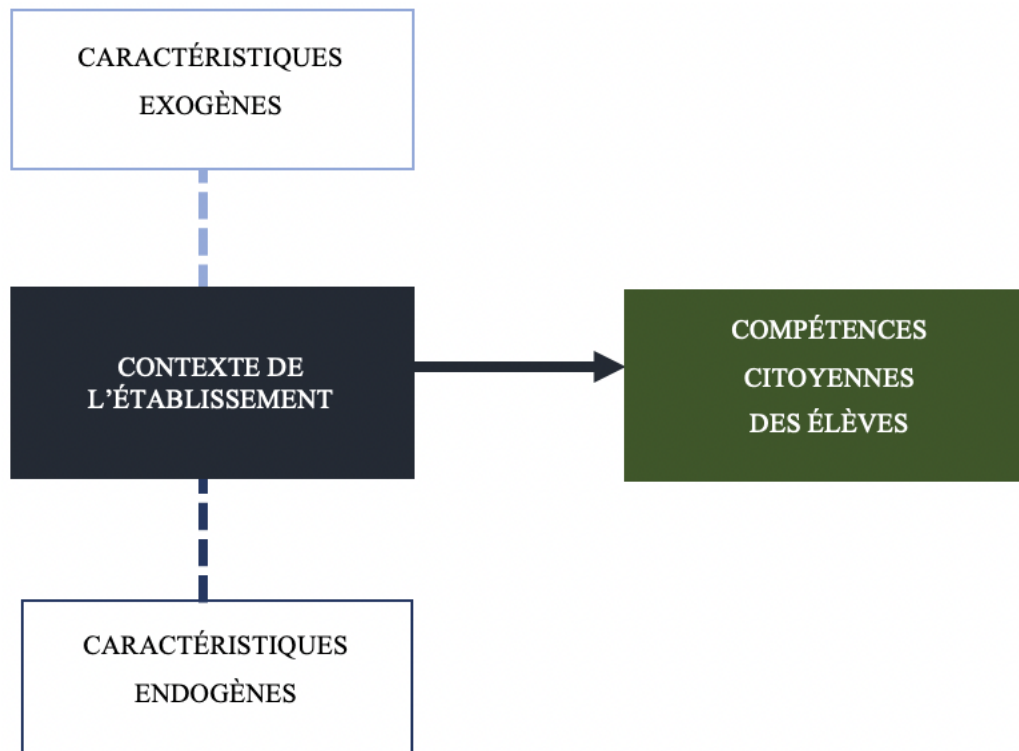 CARACTÉRISTIQUES
EXOGÈNES
CONTEXTE DE
L’ÉTABLISSEMENT
COMPÉTENCES
CITOYENNES
DES ÉLÈVES
CARACTÉRISTIQUES
ENDOGÈNES